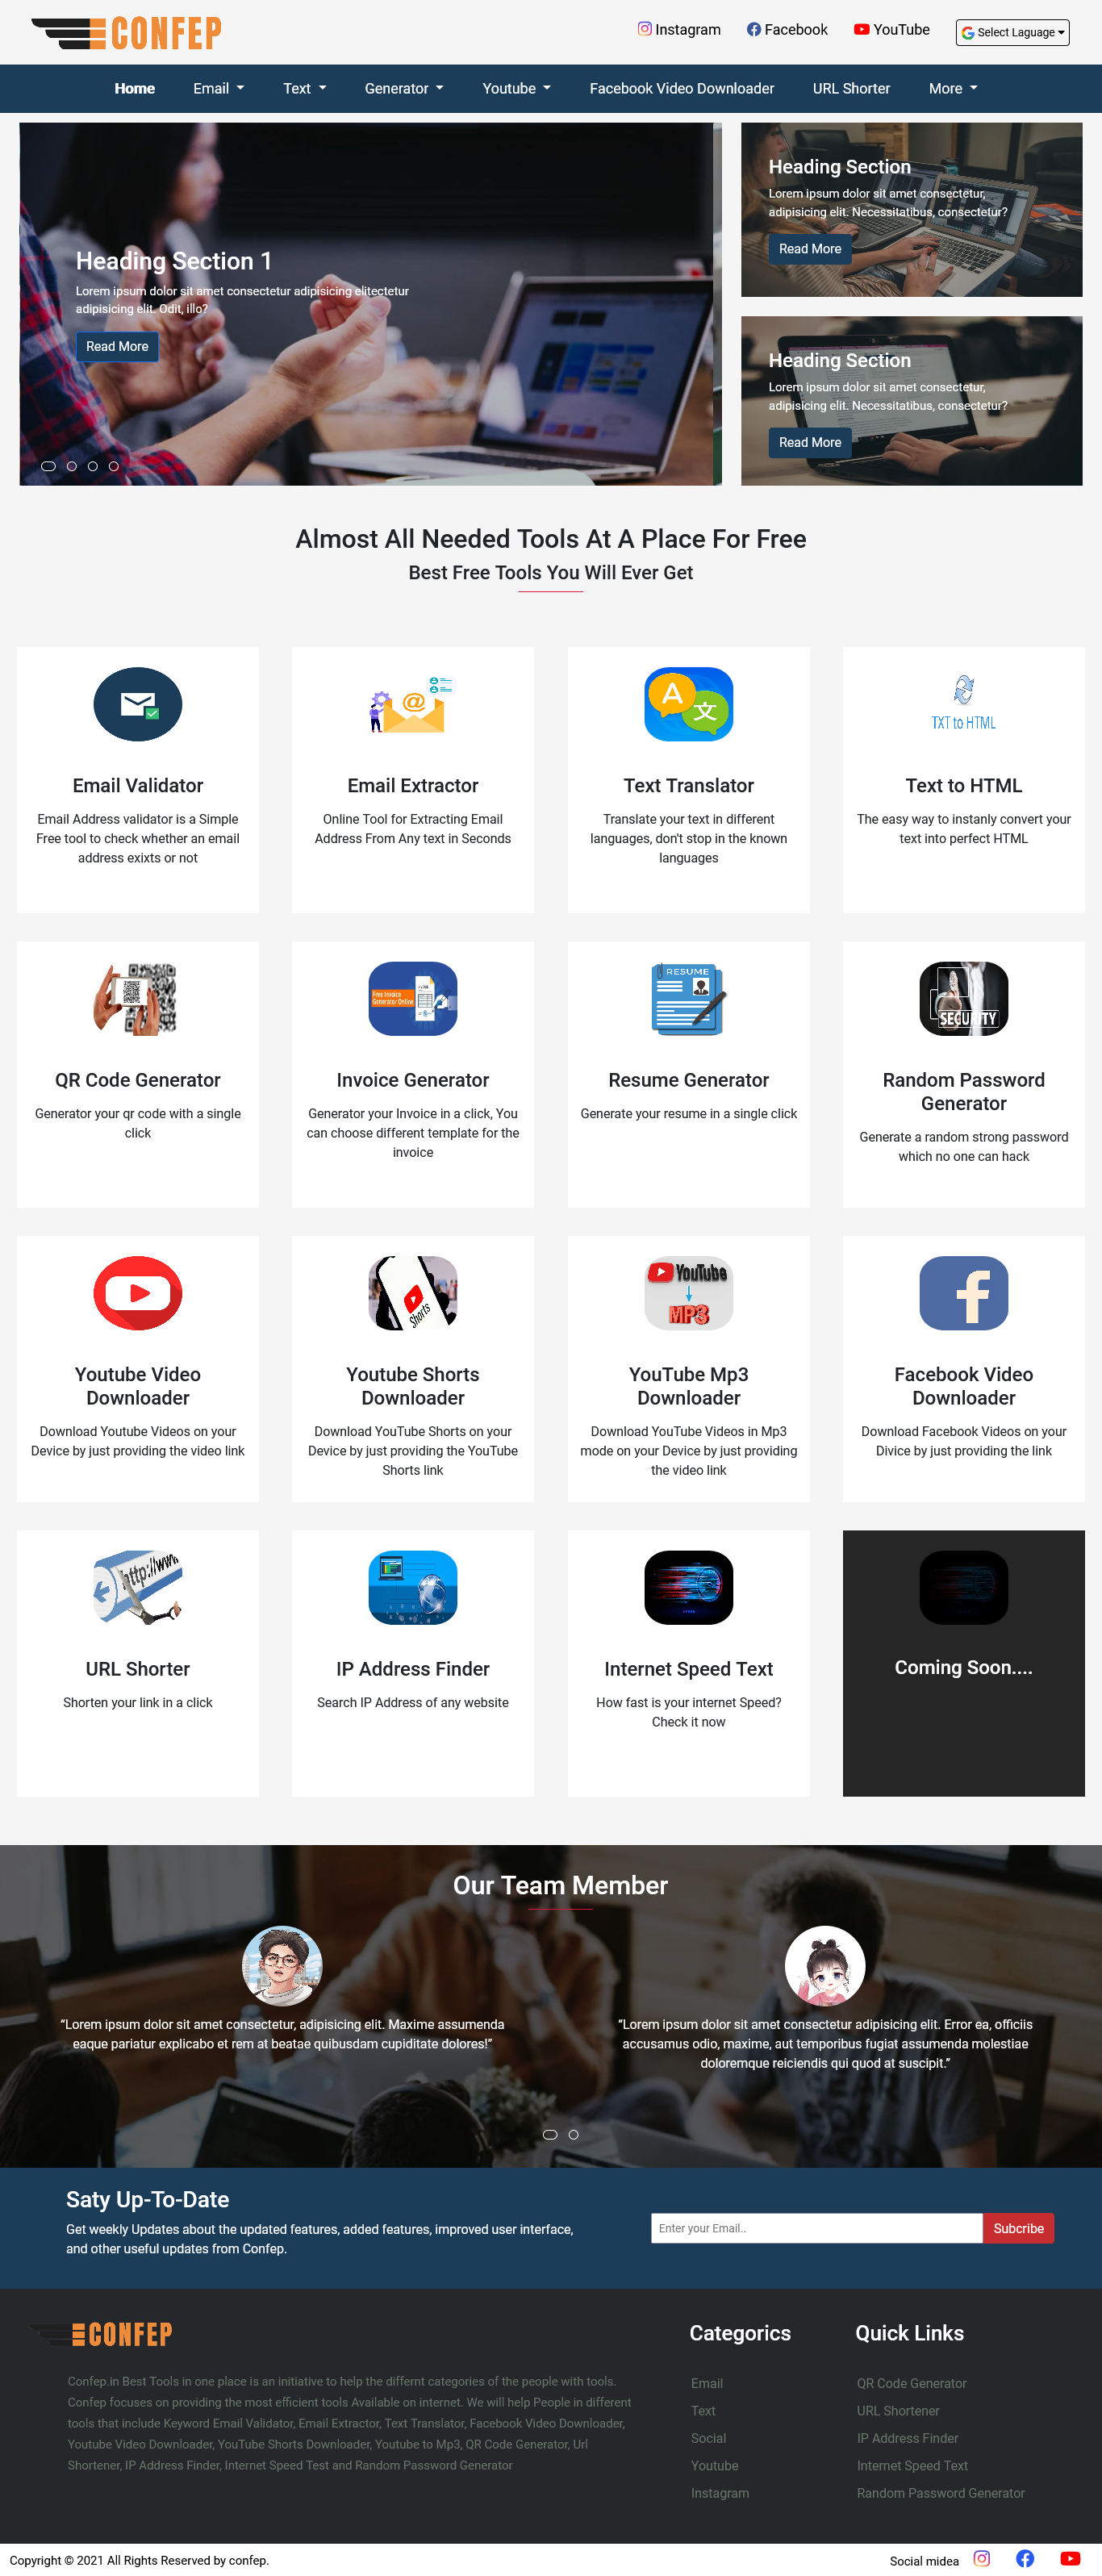 CONFEP
Instagram
Facebook
YouTube
Select Laguage
Home
Email
Text
Generator
Youtube
Facebook Video Downloader
URL Shorter
More
Heading Section 1
Lorem ipsum dolor sit amet consectetur adipisicing elitectetur
adipisicing elit. Odit, illo?
Read More
Heading Section
Lorem ipsum dolor sit amet consectetur,
adipisicing elit. Necessitatibus, consectetur?
Read More
Heading Section
Lorem ipsum dolor sit amet consectetur,
adipisicing elit. Necessitatibus, consectetur?
Read More
Almost All Needed Tools At A Place For Free
Best Free Tools You Will Ever Get
Email Validator
Email Address validator is a Simple
Free tool to check whether an email
address exixts or not
@
Email Extractor
Online Tool for Extracting Email
Address From Any text in Seconds
A
文
Text Translator
Translate your text in different
languages, don't stop in the known
languages
TXT to HTML
Text to HTML
The easy way to instanly convert your
text into perfect HTML
QR Code Generator
Generator your qr code with a single
click
Free Invoice
Generator Online
Invoice Generator
Generator your Invoice in a click, You
can choose different template for the
invoice
RESUME
Resume Generator
Generate your resume in a single click
SECURITY
Random Password
Generator
Generate a random strong password
which no one can hack
Youtube Video
Downloader
Download Youtube Videos on your
Device by just providing the video link
Shorts
Youtube Shorts
Downloader
Download YouTube Shorts on your
Device by just providing the YouTube
Shorts link
YouTube
MP3
YouTube Mp3
Downloader
Download YouTube Videos in Mp3
mode on your Device by just providing
the video link
f
Facebook Video
Downloader
Download Facebook Videos on your
Divice by just providing the link
http://www
URL Shorter
Shorten your link in a click
IP Address Finder
Search IP Address of any website
Internet Speed Text
How fast is your internet Speed?
Check it now
Coming Soon....
Our Team Member
“Lorem ipsum dolor sit amet consectetur, adipisicing elit. Maxime assumenda
eaque pariatur explicabo et rem at beatae quibusdam cupiditate dolores!”
“Lorem ipsum dolor sit amet consectetur adipisicing elit. Error ea, officiis
accusamus odio, maxime, aut temporibus fugiat assumenda molestiae
doloremque reiciendis qui quod at suscipit.”
Saty Up-To-Date
Get weekly Updates about the updated features, added features, improved user interface,
and other useful updates from Confep.
Enter your Email..
Subcribe
CONFEP
Confep.in Best Tools in one place is an initiative to help the differnt categories of the people with tools.
Confep focuses on providing the most efficient tools Available on internet. We will help People in different
tools that include Keyword Email Validator, Email Extractor, Text Translator, Facebook Video Downloader,
Youtube Video Downloader, YouTube Shorts Downloader, Youtube to Mp3, QR Code Generator, Url
Shortener, IP Address Finder, Internet Speed Test and Random Password Generator
Categorics
Email
Text
Social
Youtube
Instagram
Quick Links
QR Code Generator
URL Shortener
IP Address Finder
Internet Speed Text
Random Password Generator
Copyright © 2021 All Rights Reserved by confep.
Social midea